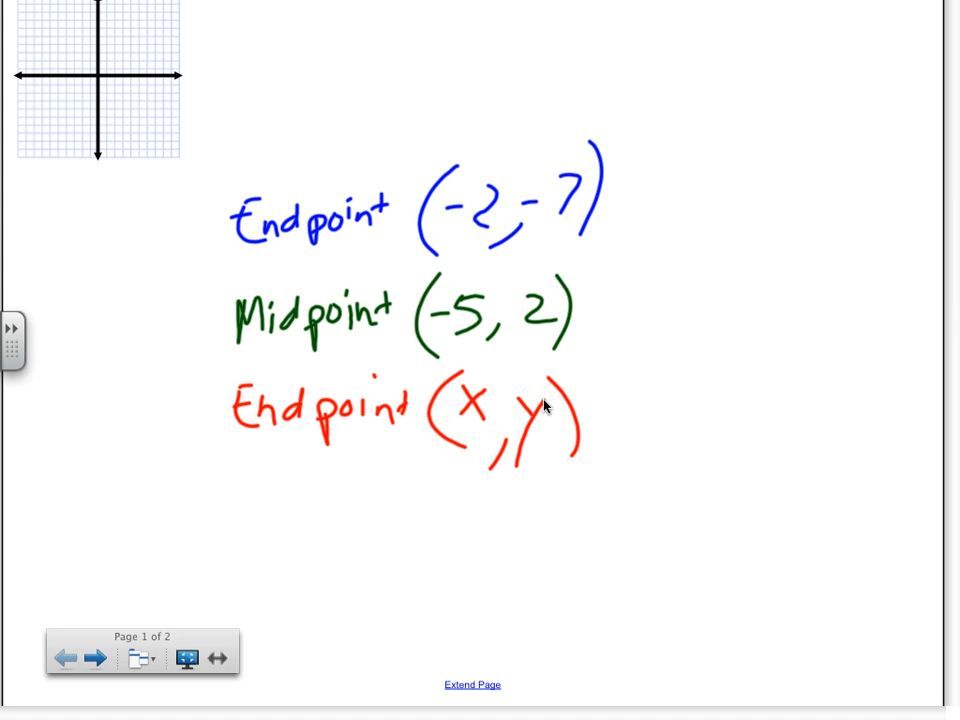 Endpoint (-2,-7)
Midpoint (-5, 2)
Endpoint (x,y)
Page 1 of 2
Extend Page